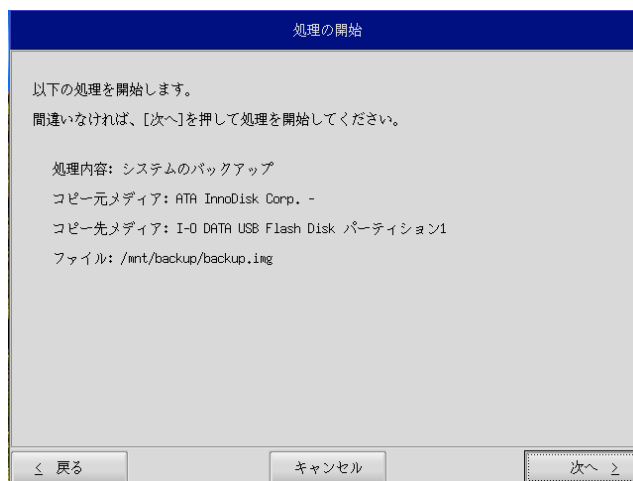 処理の開始
以下の処理を開始します。
間違いなければ、[次へ]を押して処理を開始してください。
処理内容: システムのバックアップ
コピー元メディア: ATA InnoDisk Corp. -
コピー先メディア: I-O DATA USB Flash Disk パーティション1
ファイル: /mnt/backup/backup.img
< 戻る
キャンセル
次へ >